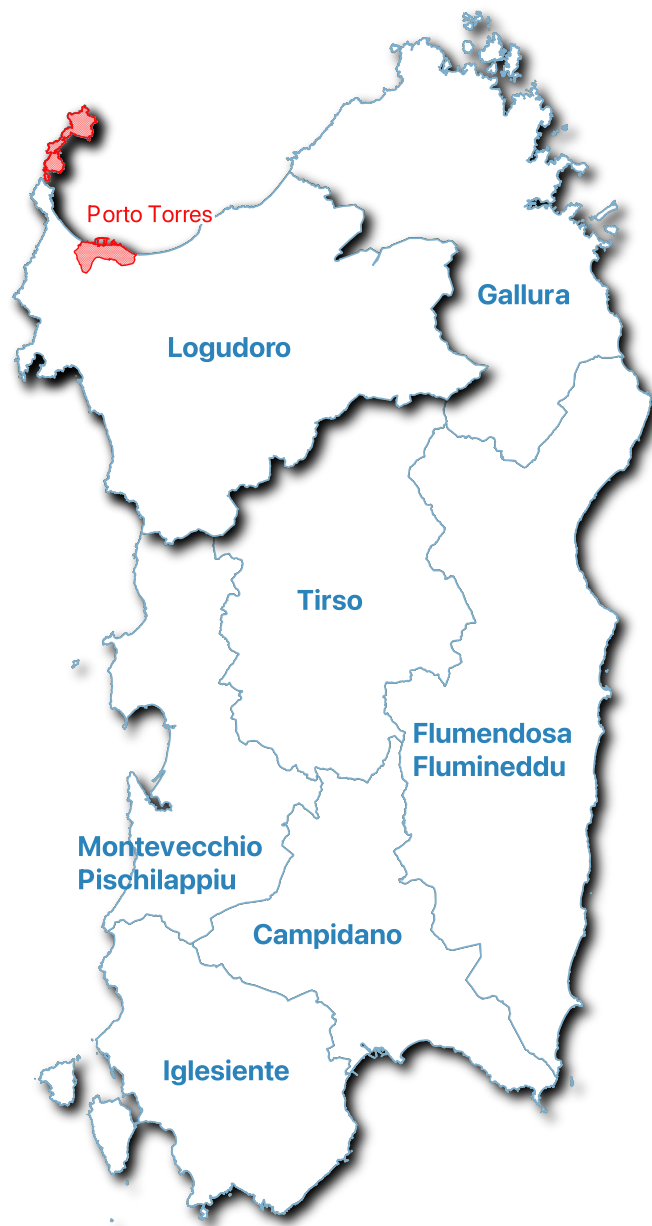 Porto Torres
Gallura
Logudoro
Tirso
Flumendosa
Flumineddu
Montevecchio
Pischilappiu
Campidano
Iglesiente